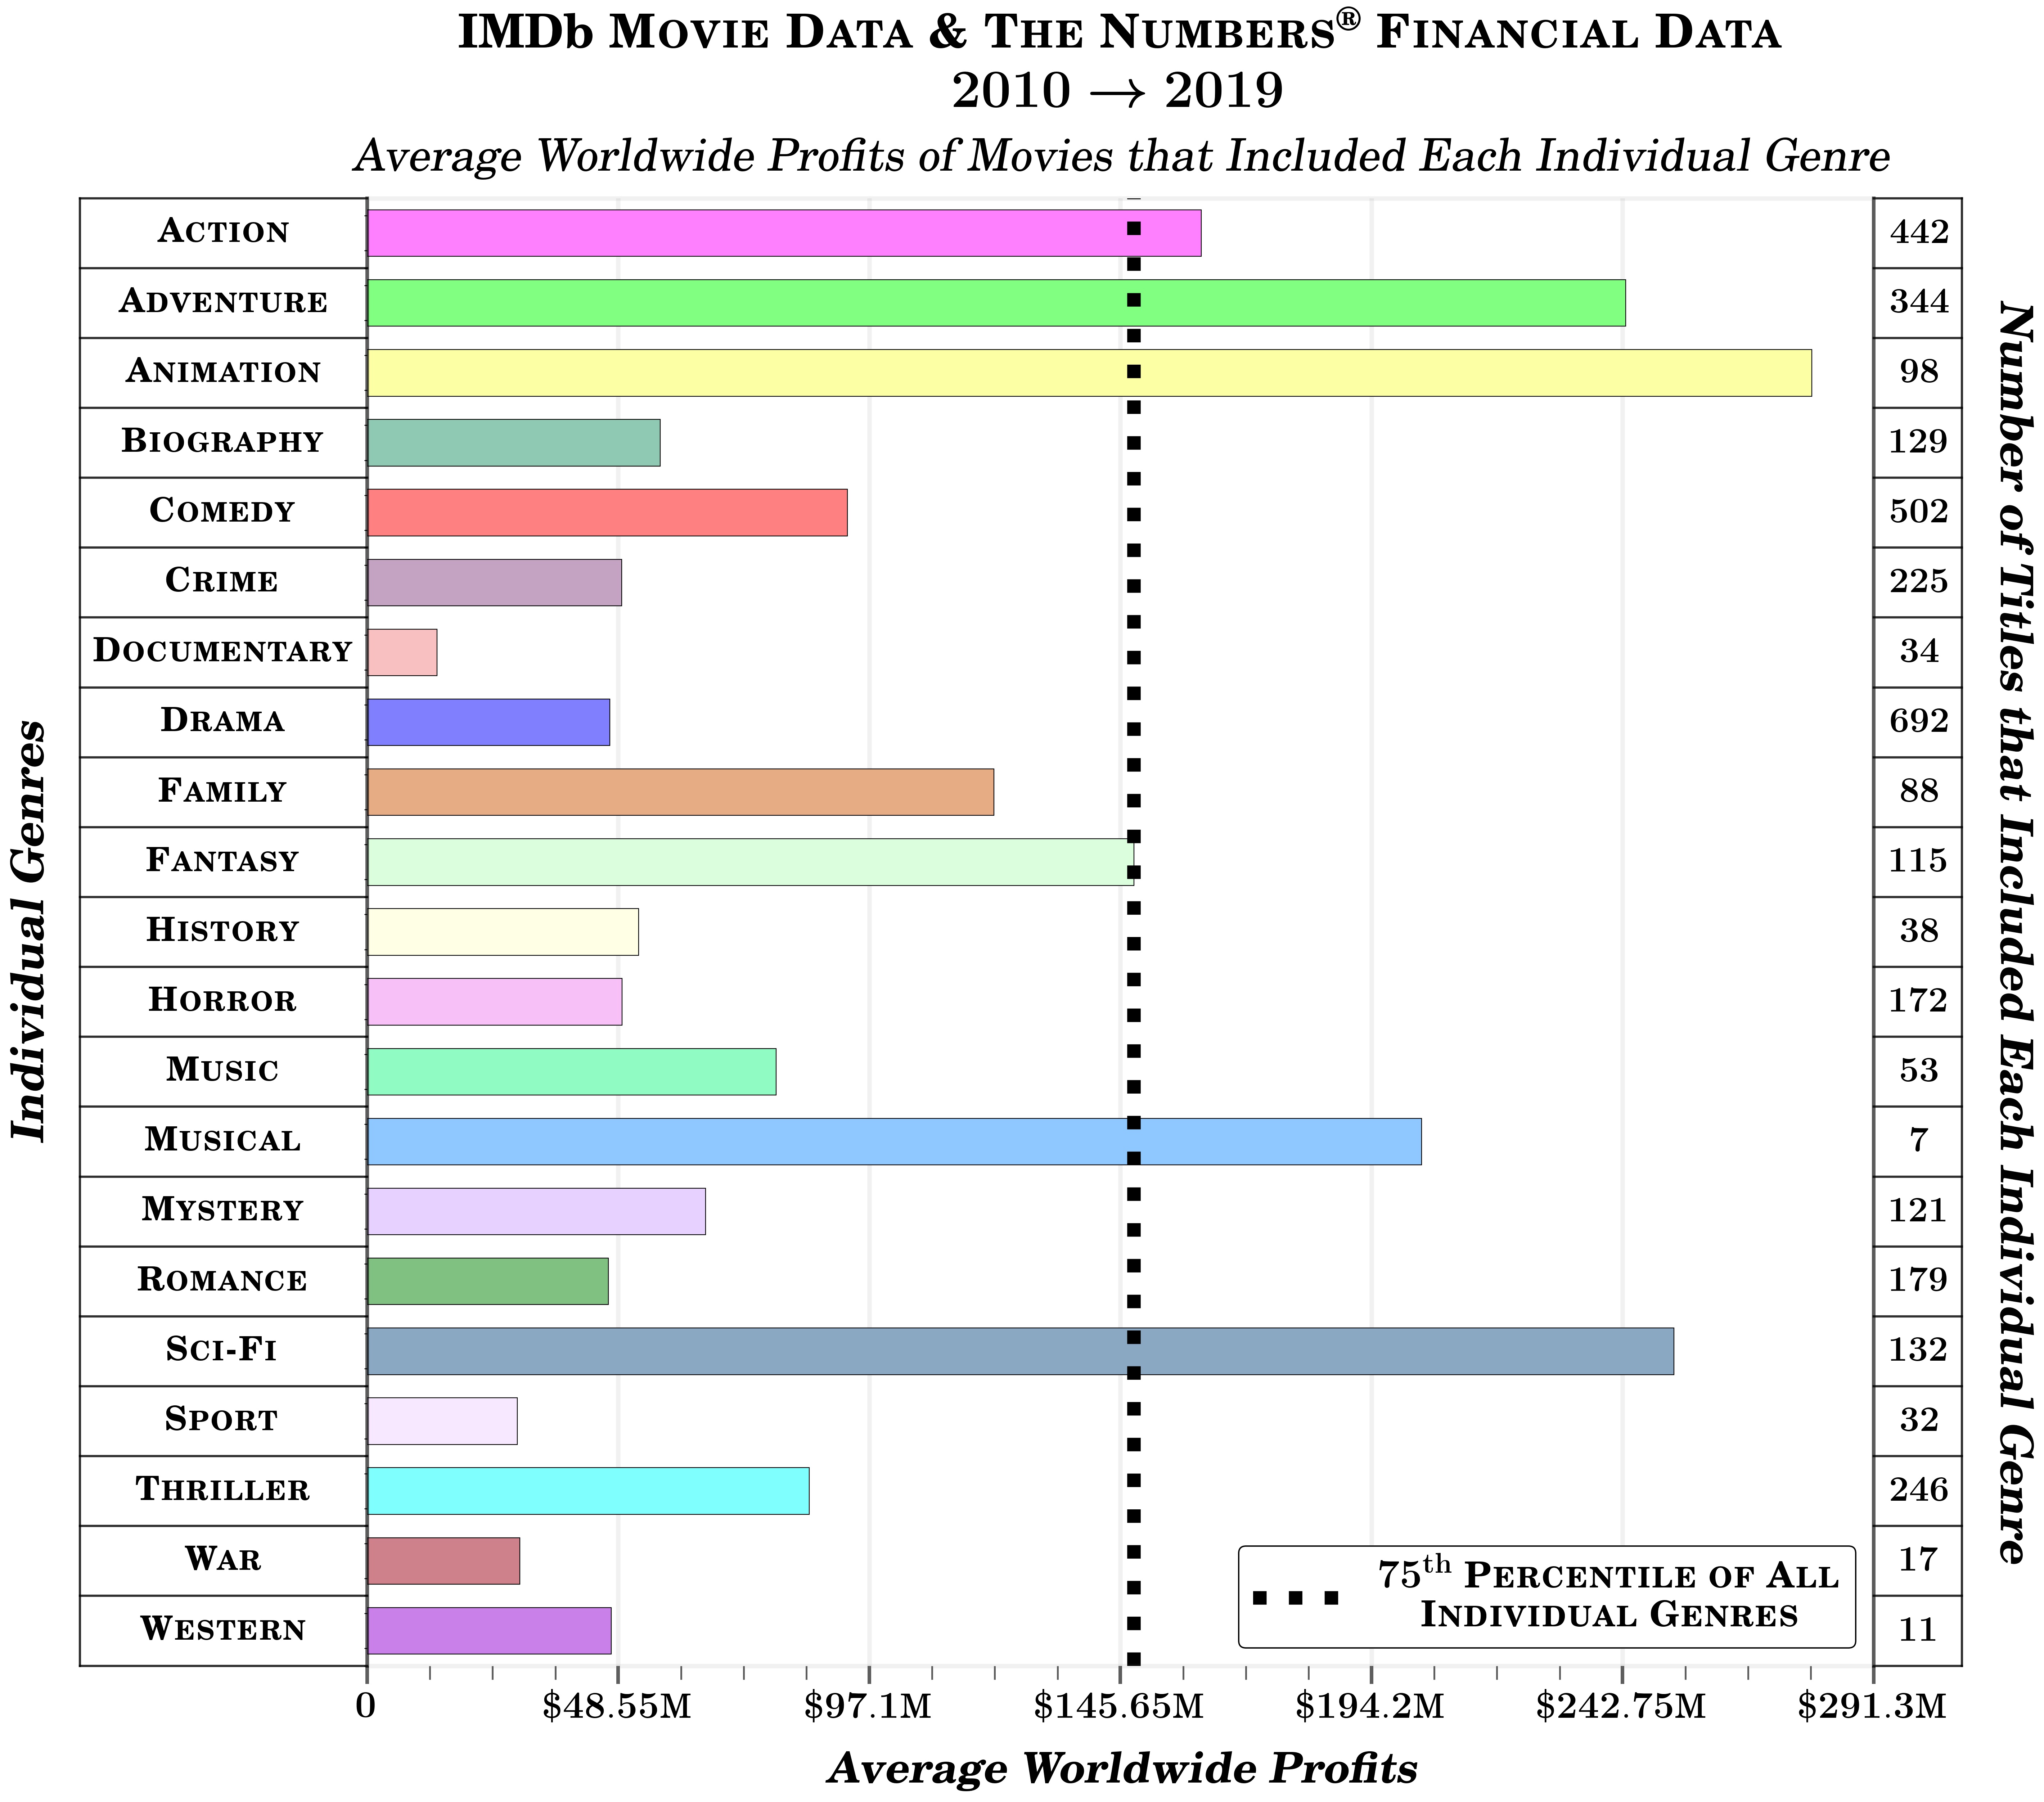 IMDb MOVIE DATA & THE NUMBERS® FINANCIAL DATA
2010 → 2019
Average Worldwide Profits of Movies that Included Each Individual Genre
Individual Genres
ACTION 442
ADVENTURE 344
ANIMATION 98
BIOGRAPHY 129
COMEDY 502
CRIME 225
DOCUMENTARY 34
DRAMA 692
FAMILY 88
FANTASY 115
HISTORY 38
HORROR 172
MUSIC 53
MUSICAL 7
MYSTERY 121
ROMANCE 179
SCI-FI 132
SPORT 32
THRILLER 246
WAR 17
WESTERN 11
Number of Titles that Included Each Individual Genre
75th PERCENTILE OF ALL
INDIVIDUAL GENRES
0 $48.55M $97.1M $145.65M $194.2M $242.75M $291.3M
Average Worldwide Profits